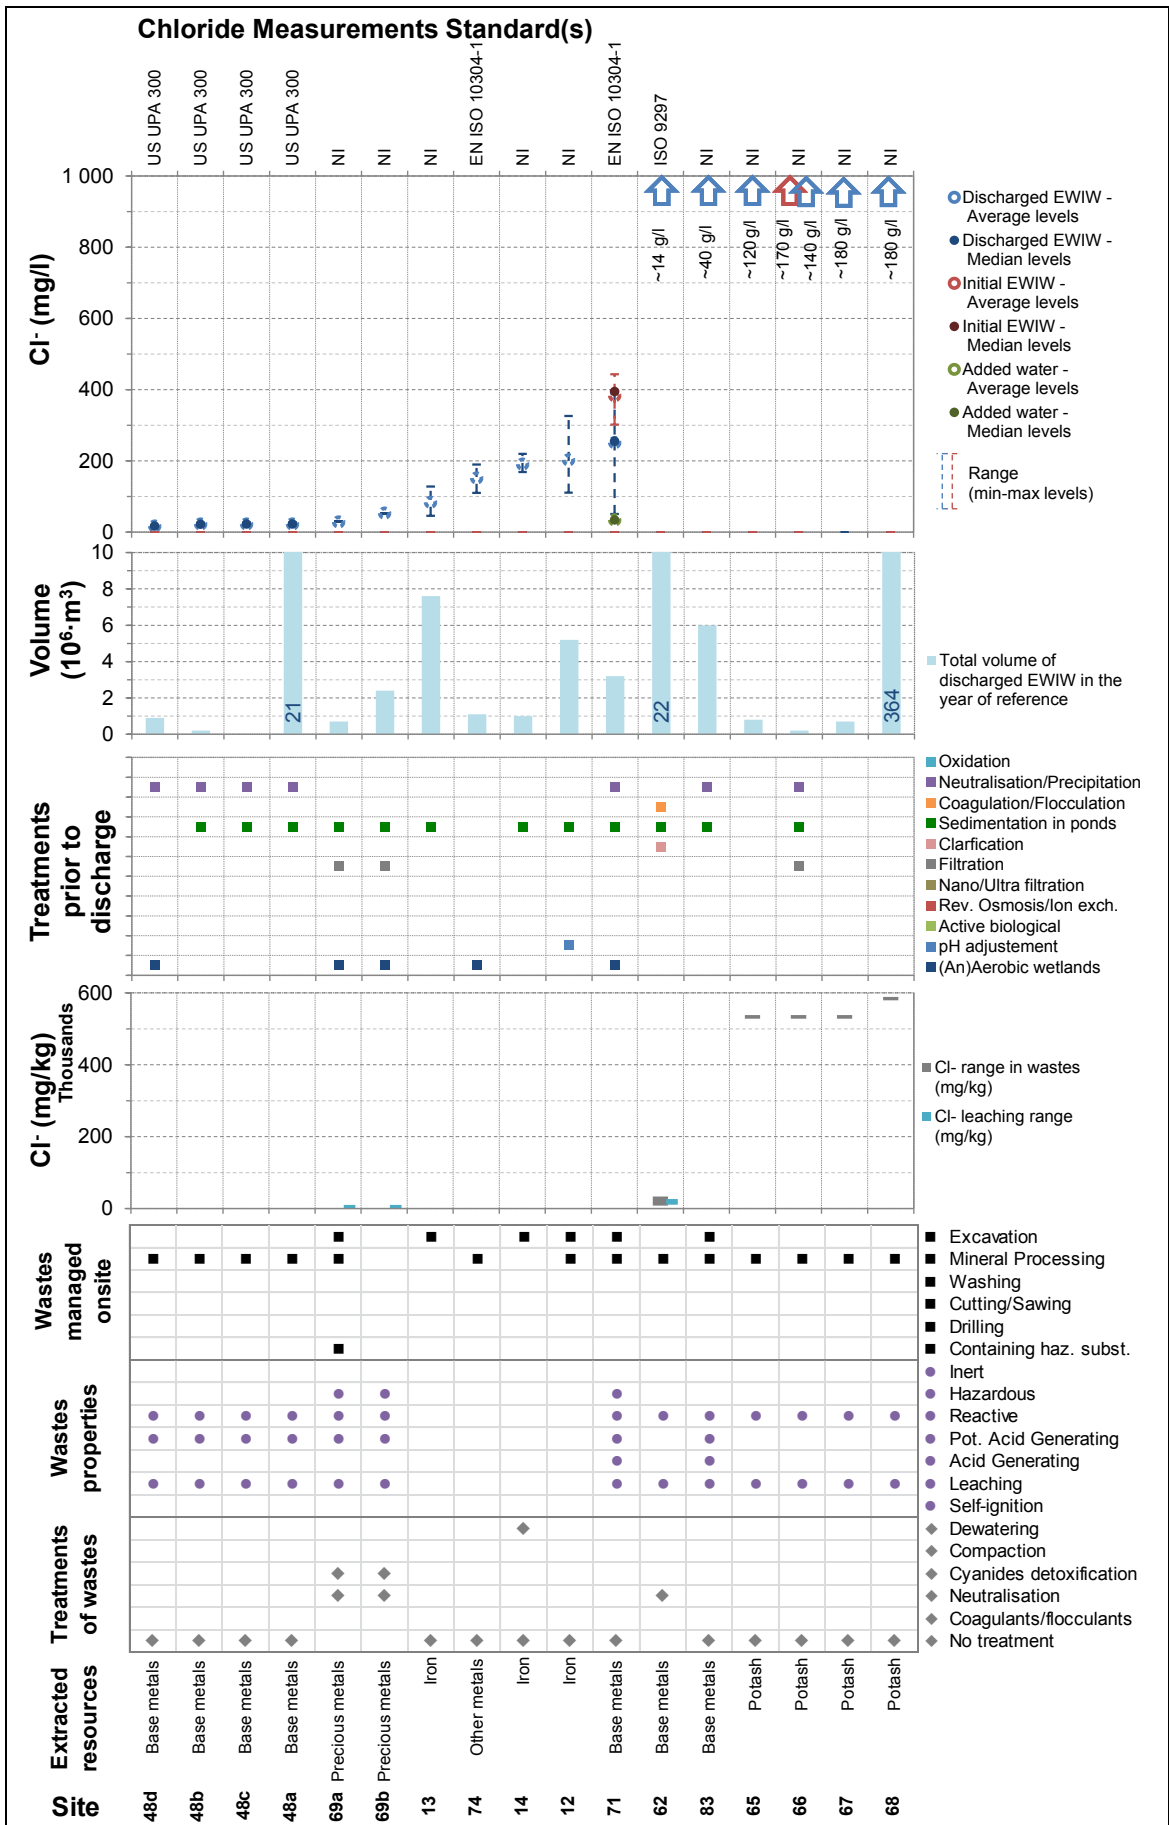 Chloride Measurements Standard(s)
US UPA 300
US UPA 300
US UPA 300
US UPA 300
NI
NI
NI
EN ISO 10304-1
NI
NI
EN ISO 10304-1
ISO 9297
NI
NI
NI
NI
NI
Cl- (mg/l)
1 000
800
600
400
200
0
~14 g/l
~40 g/l
~120 g/l
~170 g/l
~140 g/l
~180 g/l
~180 g/l
Discharged EWIW -
Average levels
Discharged EWIW -
Median levels
Initial EWIW -
Average levels
Initial EWIW -
Median levels
Added water -
Average levels
Added water -
Median levels
Range
(min-max levels)
Volume
(10⁶·m³)
10
8
6
4
2
0
21
22
364
Total volume of
discharged EWIW in the
year of reference
Treatments
prior to
discharge
Oxidation
Neutralisation/Precipitation
Coagulation/Flocculation
Sedimentation in ponds
Clarfication
Filtration
Nano/Ultra filtration
Rev. Osmosis/Ion exch.
Active biological
pH adjustement
(An)Aerobic wetlands
Cl- (mg/kg)
Thousands
600
400
200
0
Cl- range in wastes
(mg/kg)
Cl- leaching range
(mg/kg)
Wastes
managed
onsite
Excavation
Mineral Processing
Washing
Cutting/Sawing
Drilling
Containing haz. subst.
Wastes
properties
Inert
Hazardous
Reactive
Pot. Acid Generating
Acid Generating
Leaching
Self-ignition
Treatments
of wastes
Dewatering
Compaction
Cyanides detoxification
Neutralisation
Coagulants/flocculants
No treatment
Extracted
resources
Base metals
Base metals
Base metals
Base metals
Precious metals
Precious metals
Iron
Other metals
Iron
Iron
Base metals
Base metals
Base metals
Potash
Potash
Potash
Potash
Site
48d
48b
48c
48a
69a
69b
13
74
14
12
71
62
83
65
66
67
68